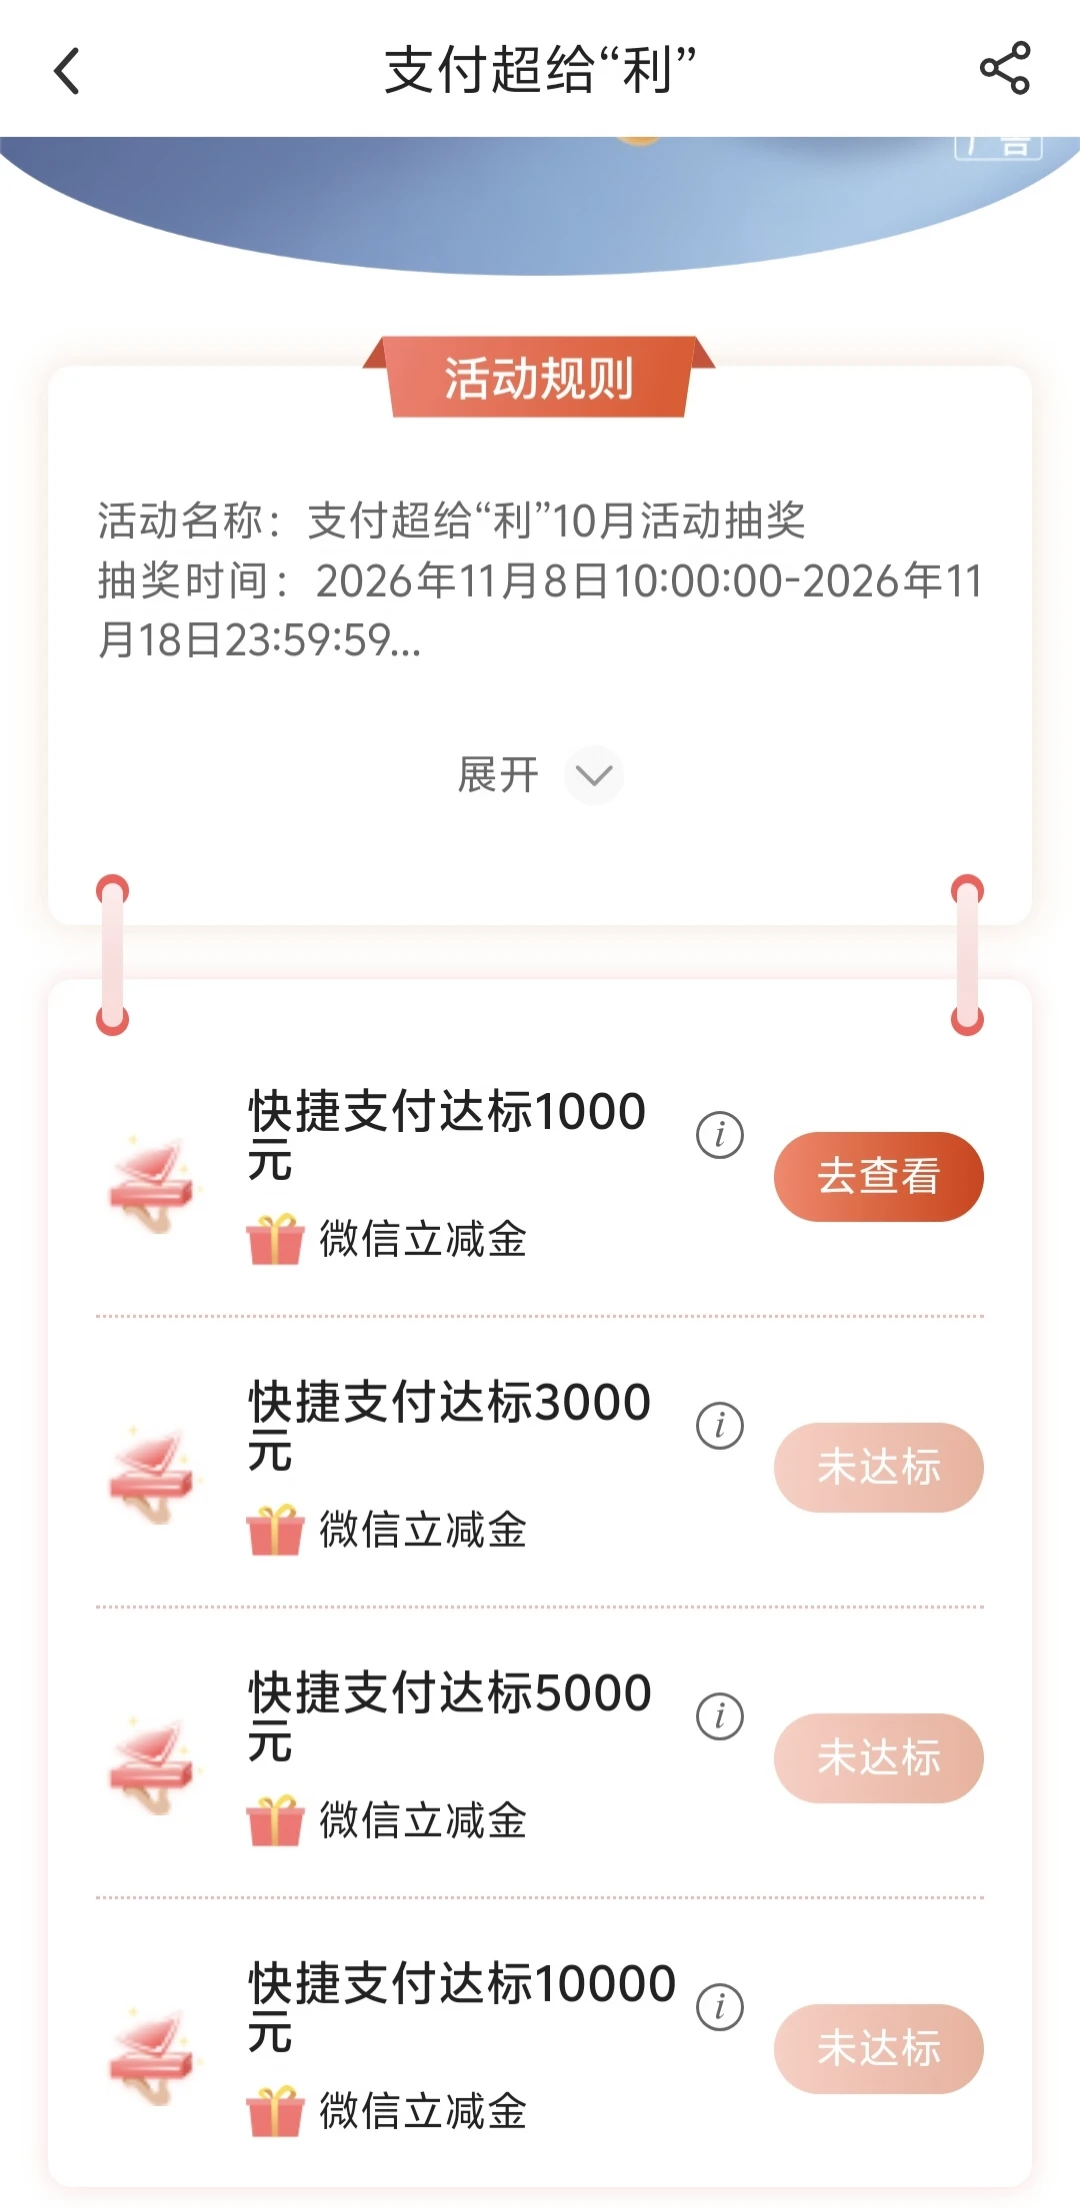 支付超给“利”
广告
活动规则
活动名称：支付超给“利”10月活动抽奖
抽奖时间：2026年11月8日10:00:00-2026年11
月18日23:59:59...
展开
快捷支付达标1000
元
i
微信立减金
去查看
快捷支付达标3000
元
i
微信立减金
未达标
快捷支付达标5000
元
i
微信立减金
未达标
快捷支付达标10000
元
i
微信立减金
未达标